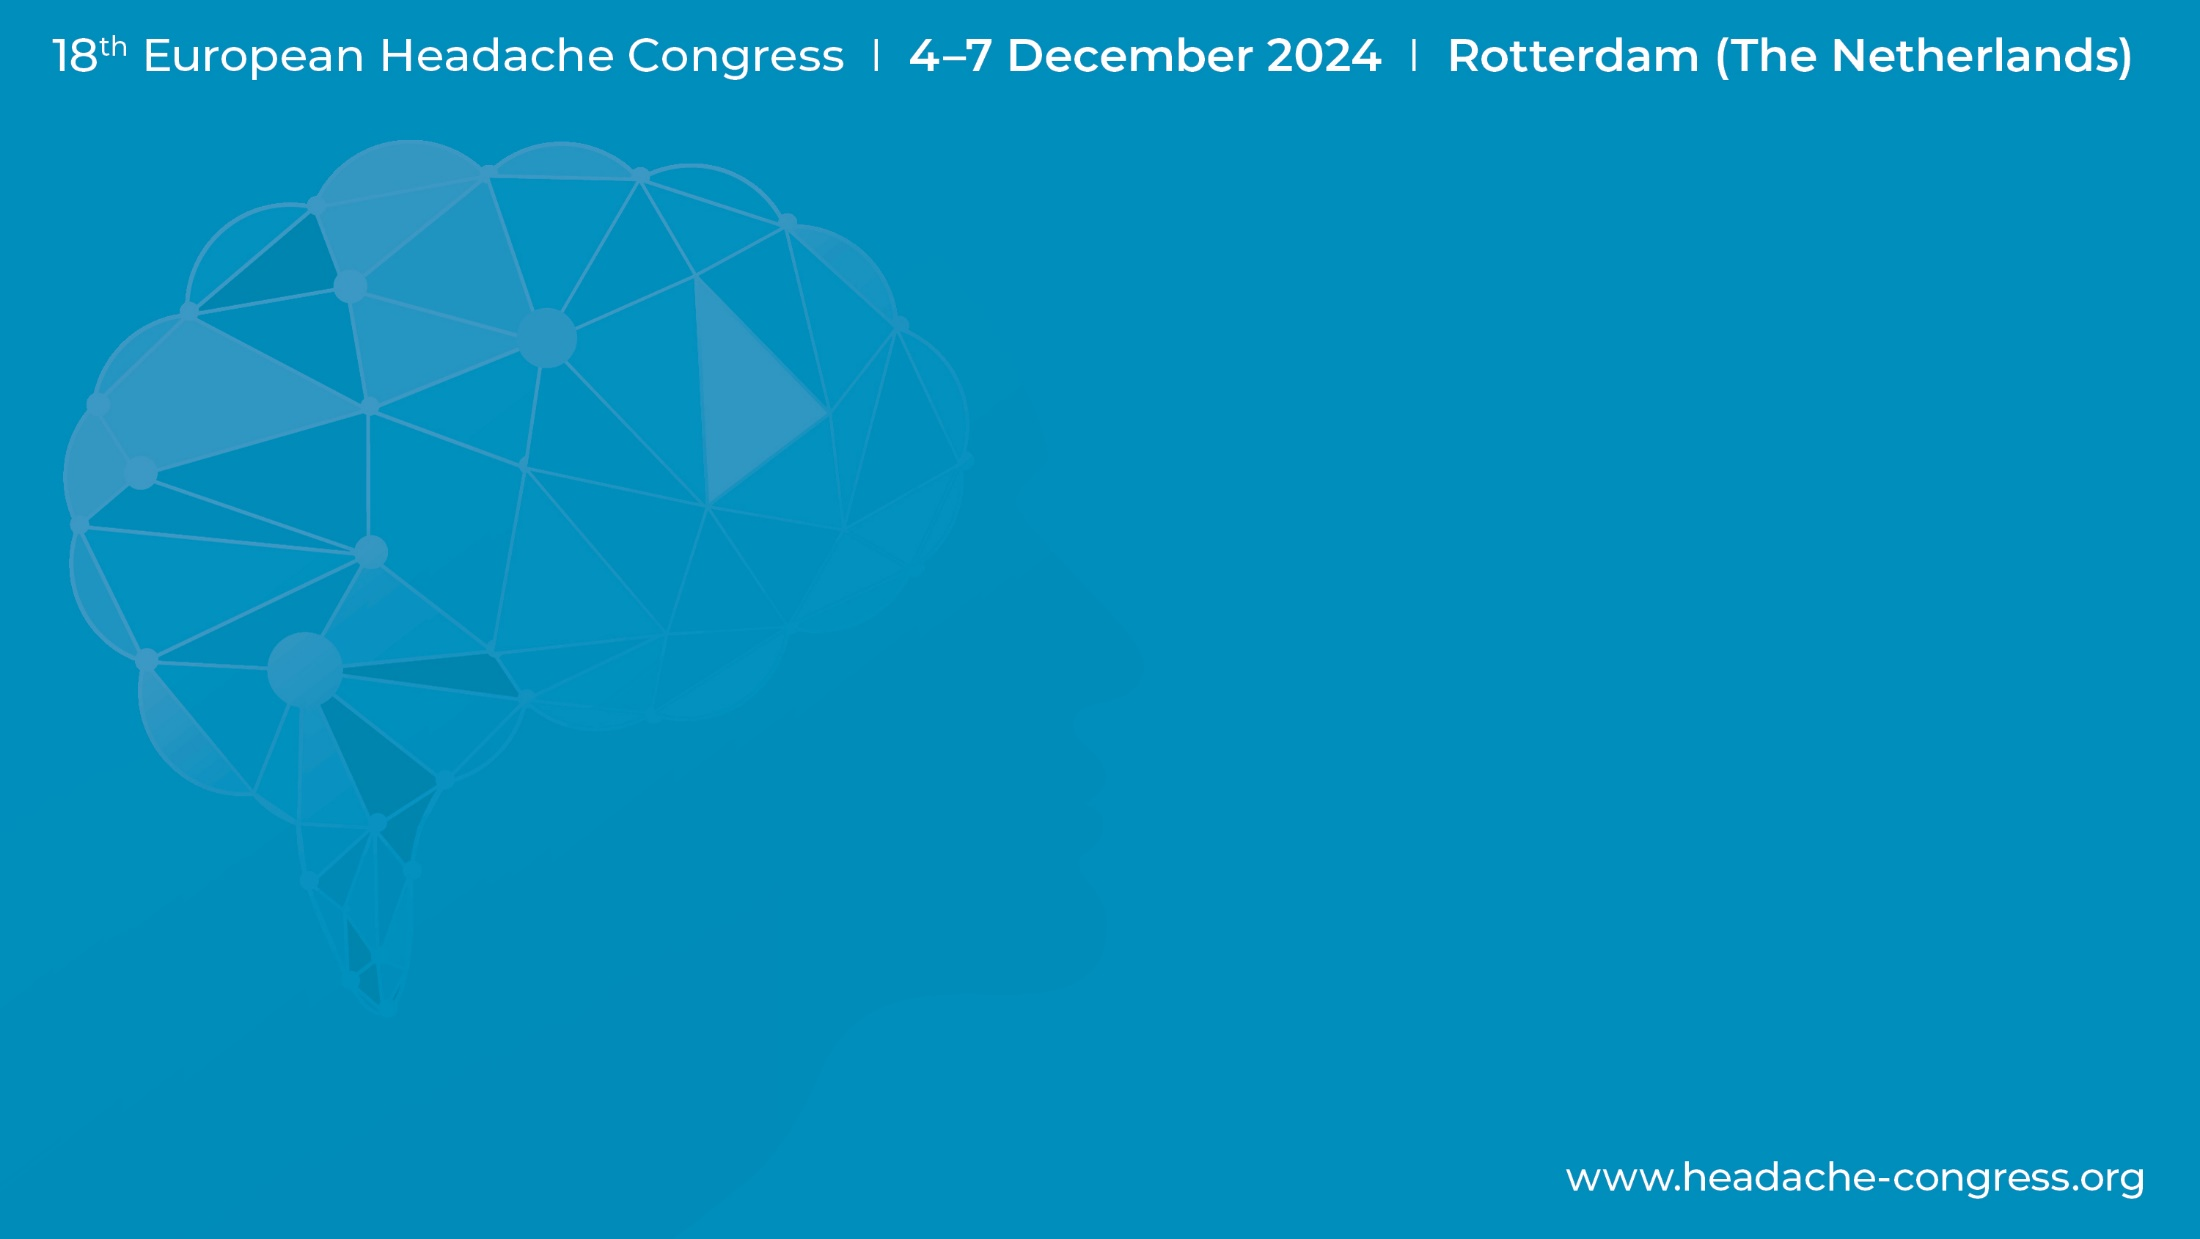 18th European Headache Congress | 4–7 December 2024 | Rotterdam (The Netherlands)
www.headache-congress.org